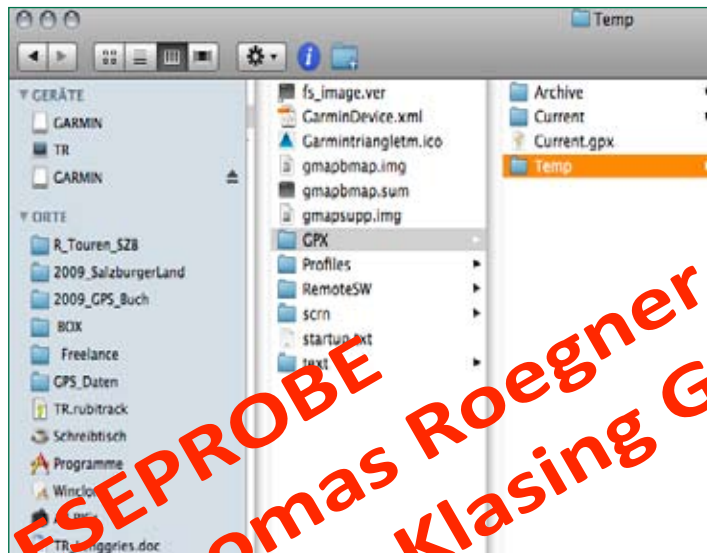 Temp
GERÄTE
GARMIN
TR
GARMIN
ORTE
R_Touren_SZB
2009_SalzburgerLand
2009_GPS_Buch
BOX
Freelance
GPS_Daten
TR.rubitrack
Schreibtisch
Programme
fs_image.ver
GarminDevice.xml
Garmintriangletm.ico
gmapbmap.img
gmapbmap.sum
gmapsupp.img
GPX
Profiles
RemoteSW
scrn
startup.txt
text
Archive
Current
Current.gpx
Temp
ESEPROBE
omas Roegner
Klasing G